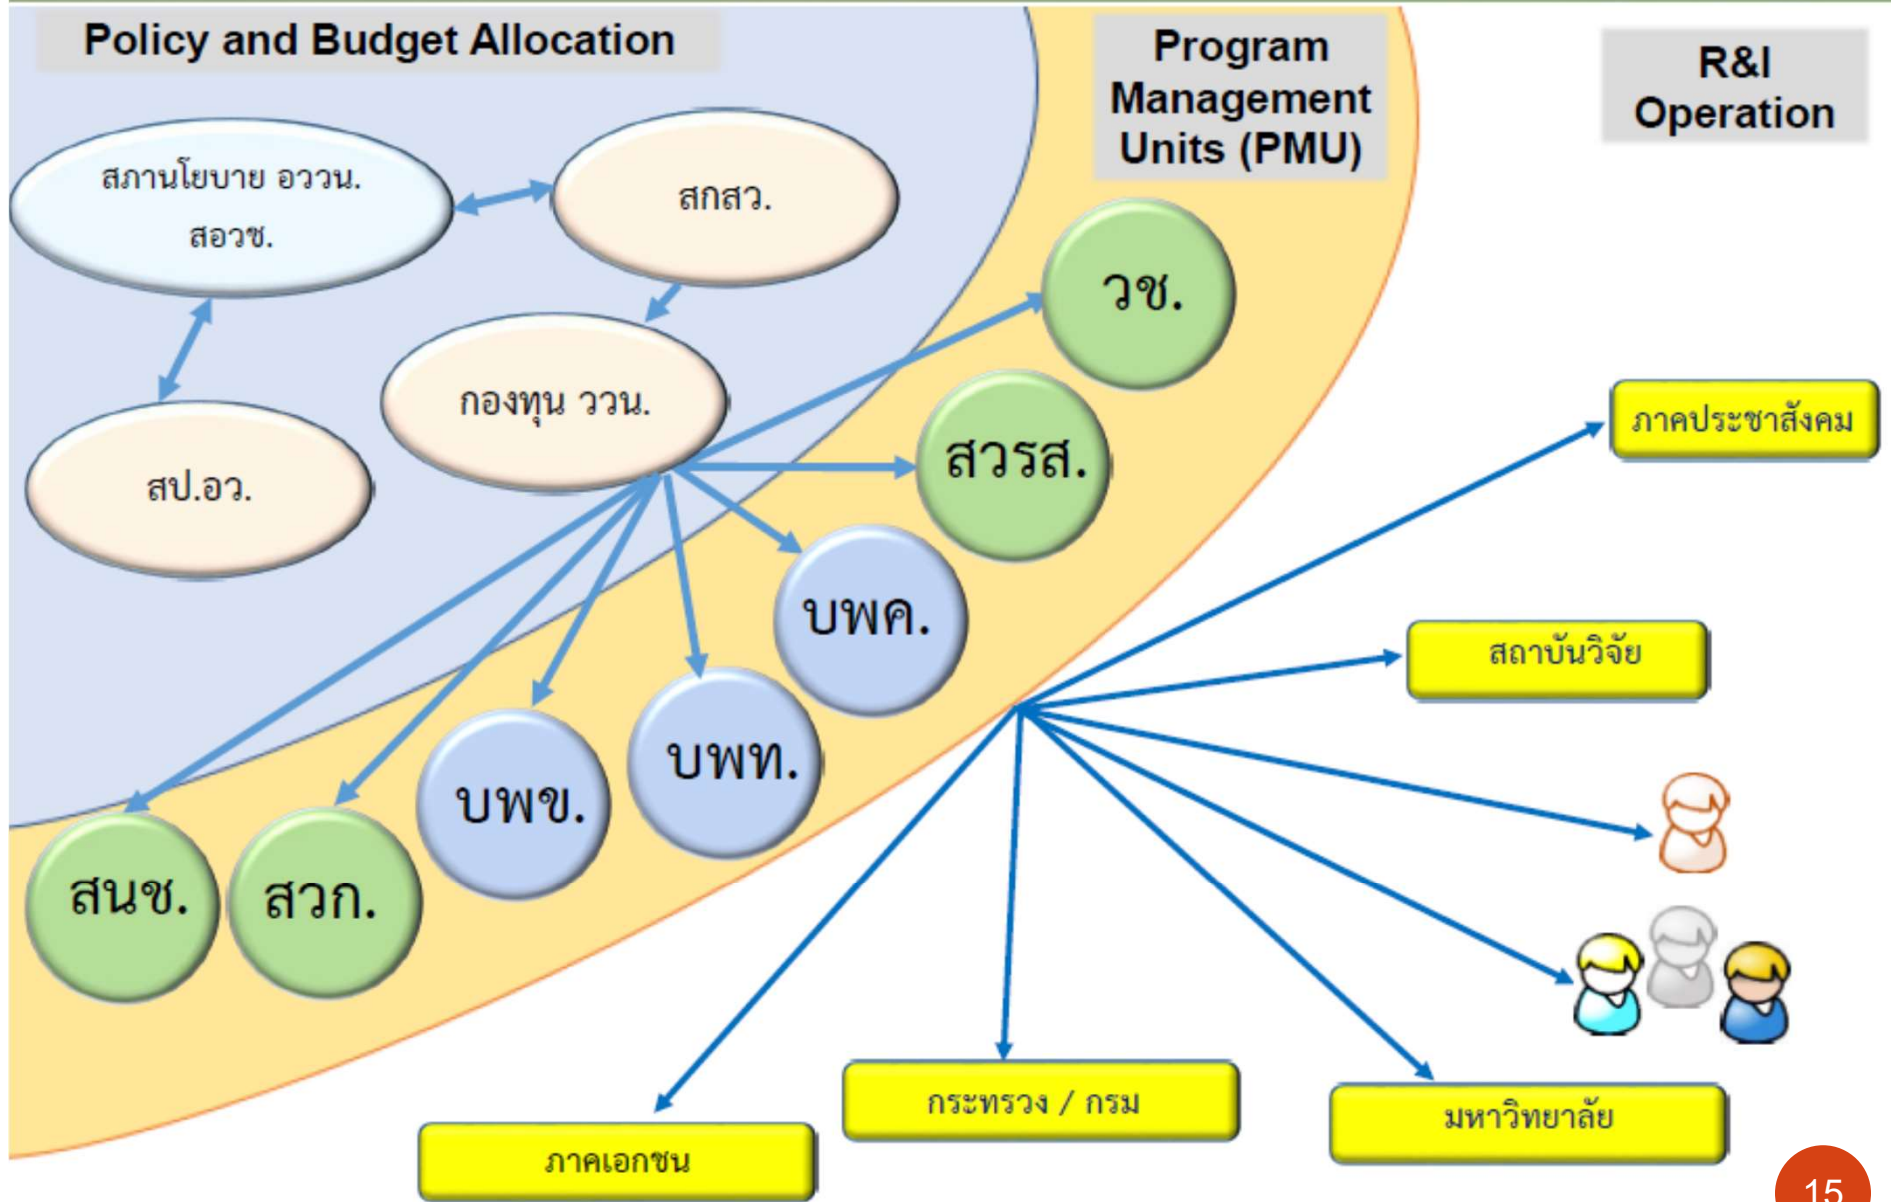 Policy and Budget Allocation
Program
Management
Units (PMU)
R&I
Operation
สภานโยบาย อววน.
สอวช.
สกสว.
กองทุน ววน.
สป.อว.
วช.
สวรส.
บพค.
บพท.
บพข.
สวก.
สนช.
ภาคประชาสังคม
สถาบันวิจัย
มหาวิทยาลัย
กระทรวง / กรม
ภาคเอกชน
15